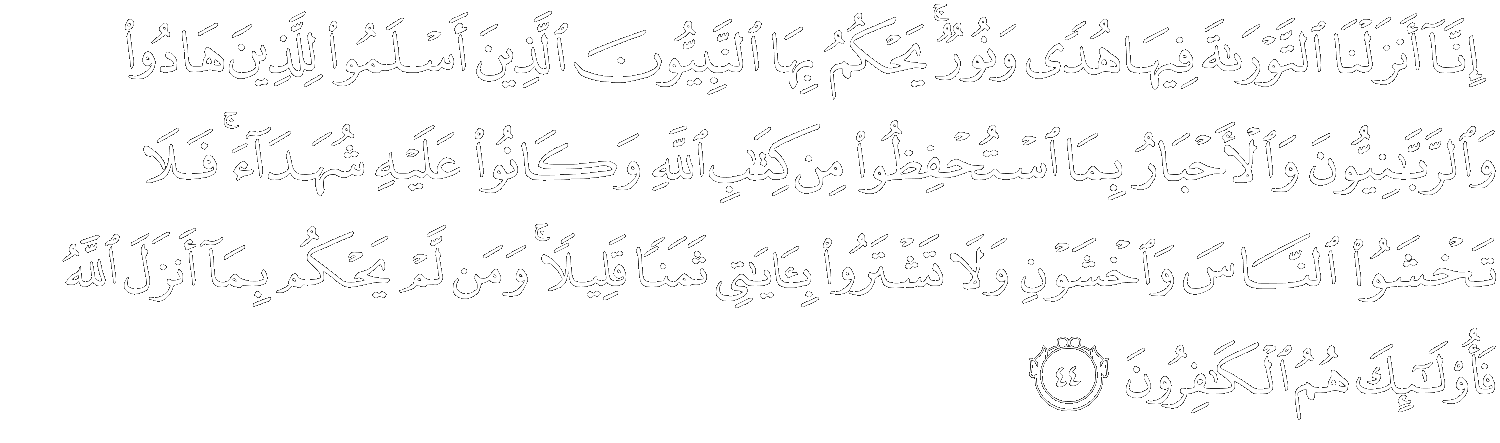 إِنَّآ أَنزَلْنَا ٱلتَّوْرَىٰةَ فِيهَا هُدًى وَنُورٌ ۚ يَحْكُمُ بِهَا ٱلنَّبِيُّونَ ٱلَّذِينَ أَسْلَمُوا۟ لِلَّذِينَ هَادُوا۟
وَٱلرَّبَّـٰنِيُّونَ وَٱلْأَحْبَارُ بِمَا ٱسْتُحْفِظُوا۟ مِن كِتَـٰبِ ٱللَّهِ وَكَانُوا۟ عَلَيْهِ شُهَدَآءَ ۚ فَلَا
تَخْشَوُا۟ ٱلنَّاسَ وَٱخْشَوْنِ وَلَا تَشْتَرُوا۟ بِـَٔايَـٰتِى ثَمَنًا قَلِيلًا ۚ وَمَن لَّمْ يَحْكُم بِمَآ أَنزَلَ ٱللَّهُ
فَأُو۟لَـٰٓئِكَ هُمُ ٱلْكَـٰفِرُونَ ٤٤